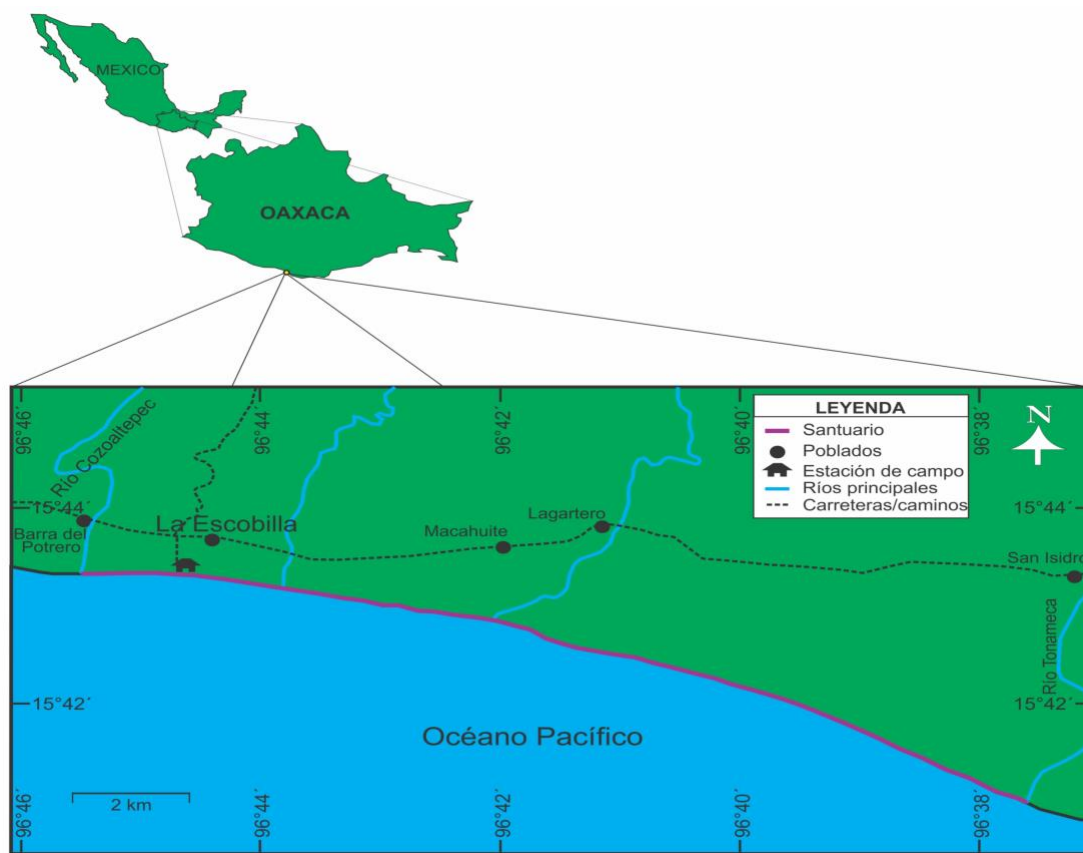 MEXICO
OAXACA
96°46´
96°44´
96°42´
96°40´
96°38´
LEYENDA
Santuario
Poblados
Estación de campo
Ríos principales
Carreteras/caminos
N
Río Cozoaltepec
15°44´
15°44´
Barra del
Potrero
La Escobilla
Macahuite
Lagartero
San Isidro
Río Tonameca
15°42´
15°42´
Océano Pacífico
2 km
96°46´
96°44´
96°42´
96°40´
96°38´